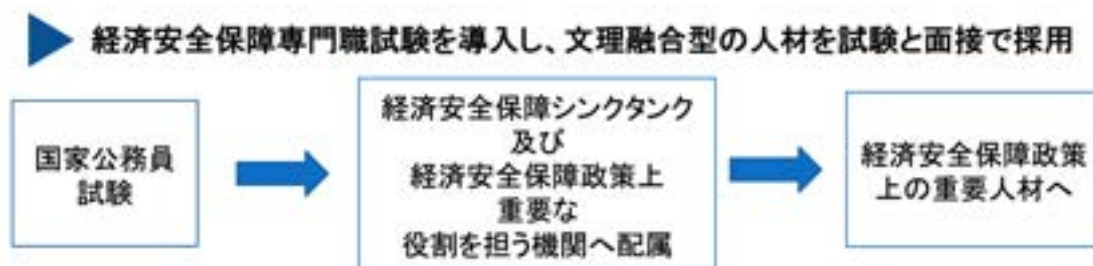 経済安全保障専門職試験を導入し、文理融合型の人材を試験と面接で採用
国家公務員
試験
経済安全保障シンクタンク
及び
経済安全保障政策上
重要な
役割を担う機関へ配属
経済安全保障政策
上の重要人材へ